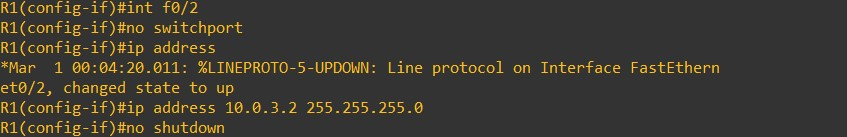 R1(config-if)#int f0/2
R1(config-if)#no switchport
R1(config-if)#ip address
*Mar  1 00:04:20.011: %LINEPROTO-5-UPDOWN: Line protocol on Interface FastEthern
et0/2, changed state to up
R1(config-if)#ip address 10.0.3.2 255.255.255.0
R1(config-if)#no shutdown